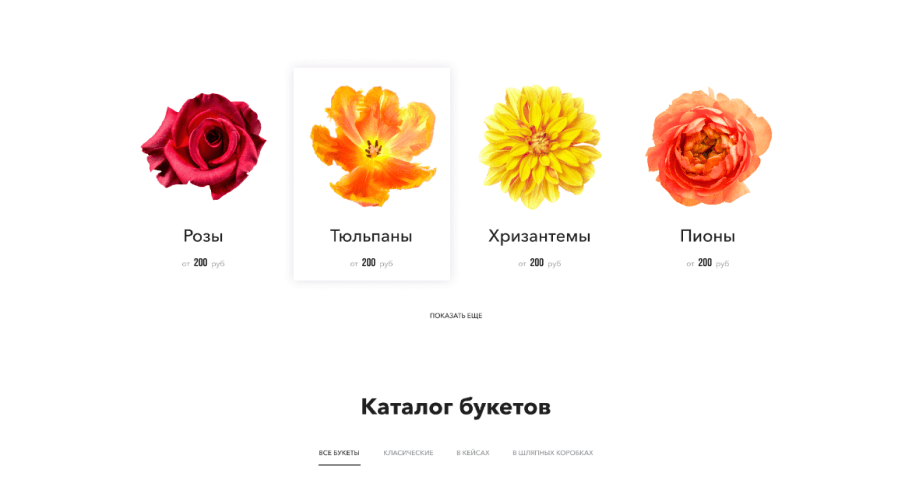 Розы Тюльпаны Хризантемы Пионы
от 200 руб от 200 руб от 200 руб от 200 руб
ПОКАЗАТЬ ЕЩЕ
Каталог букетов
ВСЕ БУКЕТЫ КЛАСИЧЕСКИЕ В КЕЙСАХ В ШЛЯПНЫХ КОРОБКАХ